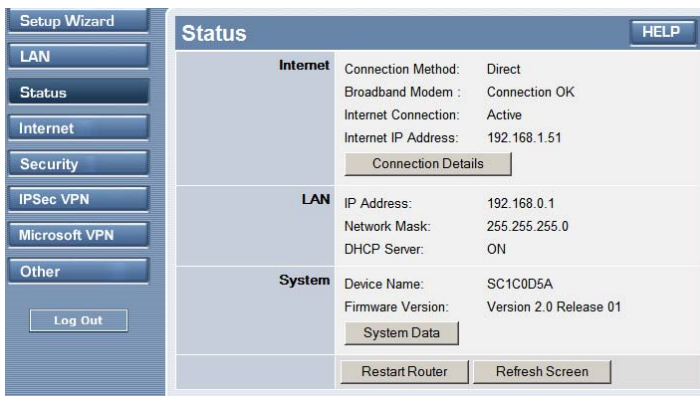 Setup Wizard
LAN
Status
Internet
Security
IPSec VPN
Microsoft VPN
Other
Log Out
Status
HELP
Internet
Connection Method: Direct
Broadband Modem : Connection OK
Internet Connection: Active
Internet IP Address: 192.168.1.51
Connection Details
LAN
IP Address: 192.168.0.1
Network Mask: 255.255.255.0
DHCP Server: ON
System
Device Name: SC1C0D5A
Firmware Version: Version 2.0 Release 01
System Data
Restart Router Refresh Screen